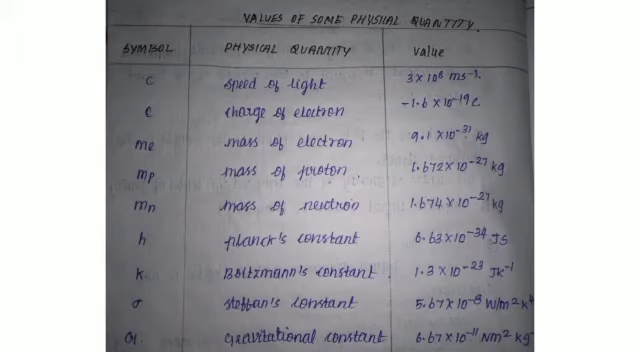 VALUES OF SOME PHYSICAL QUANTITY.
SYMBOL PHYSICAL QUANTITY Value
c speed of light 3×10⁸ ms⁻¹.
e charge of electron -1.6×10⁻¹⁹C.
me mass of electron 9.1×10⁻³¹ kg
mp mass of proton. 1.672×10⁻²⁷ kg
mn mass of neutron 1.674×10⁻²⁷ kg
h planck's constant 6.63×10⁻³⁴ JS
k Boltzmann's constant 1.3×10⁻²³ JK⁻¹
σ steffan's constant 5.67×10⁻⁸ W/m² K⁴
G gravitational constant 6.67×10⁻¹¹ Nm² kg⁻